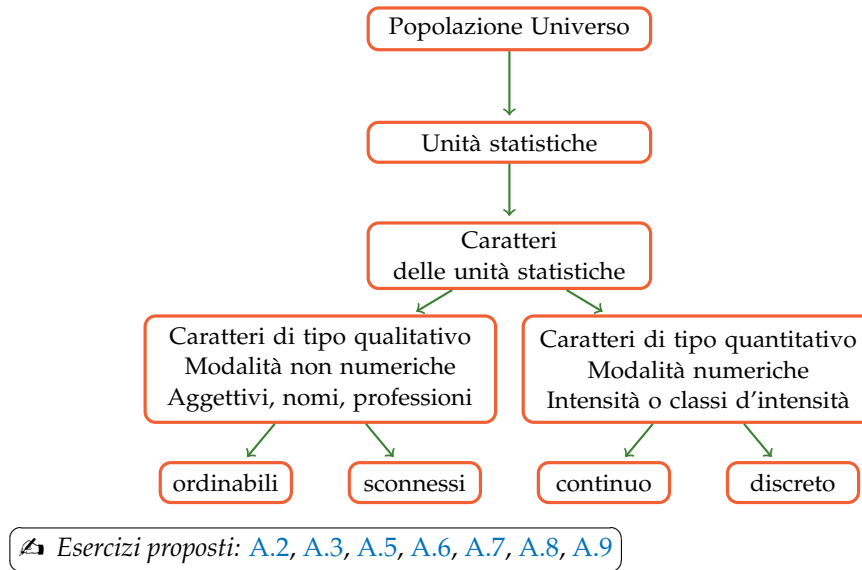 Popolazione Universo
Unità statistiche
Caratteri
delle unità statistiche
Caratteri di tipo qualitativo
Modalità non numeriche
Aggettivi, nomi, professioni
Caratteri di tipo quantitativo
Modalità numeriche
Intensità o classi d'intensità
ordinabili
sconnessi
continuo
discreto
✍ Esercizi proposti: A.2, A.3, A.5, A.6, A.7, A.8, A.9